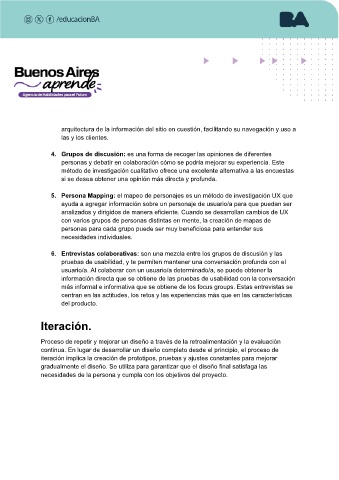 /educacionBA
BA
Buenos Aires
aprende
Agencia de Habilidades para el Futuro
arquitectura de la información del sitio en cuestión, facilitando su navegación y uso a
las y los clientes.
4. Grupos de discusión: es una forma de recoger las opiniones de diferentes
personas y debatir en colaboración cómo se podría mejorar su experiencia. Este
método de investigación cualitativo ofrece una excelente alternativa a las encuestas
si se desea obtener una opinión más directa y profunda.
5. Persona Mapping: el mapeo de personajes es un método de investigación UX que
ayuda a agregar información sobre un personaje de usuario/a para que puedan ser
analizados y dirigidos de manera eficiente. Cuando se desarrollan cambios de UX
con varios grupos de personas distintas en mente, la creación de mapas de
personas para cada grupo puede ser muy beneficiosa para entender sus
necesidades individuales.
6. Entrevistas colaborativas: son una mezcla entre los grupos de discusión y las
pruebas de usabilidad, y te permiten mantener una conversación profunda con el
usuario/a. Al colaborar con un usuario/a determinado/a, se puede obtener la
información directa que se obtiene de las pruebas de usabilidad con la conversación
más informal e informativa que se obtiene de los focus groups. Estas entrevistas se
centran en las actitudes, los retos y las experiencias más que en las características
del producto.
Iteración.
Proceso de repetir y mejorar un diseño a través de la retroalimentación y la evaluación
continua. En lugar de desarrollar un diseño completo desde el principio, el proceso de
iteración implica la creación de prototipos, pruebas y ajustes constantes para mejorar
gradualmente el diseño. Se utiliza para garantizar que el diseño final satisfaga las
necesidades de la persona y cumpla con los objetivos del proyecto.